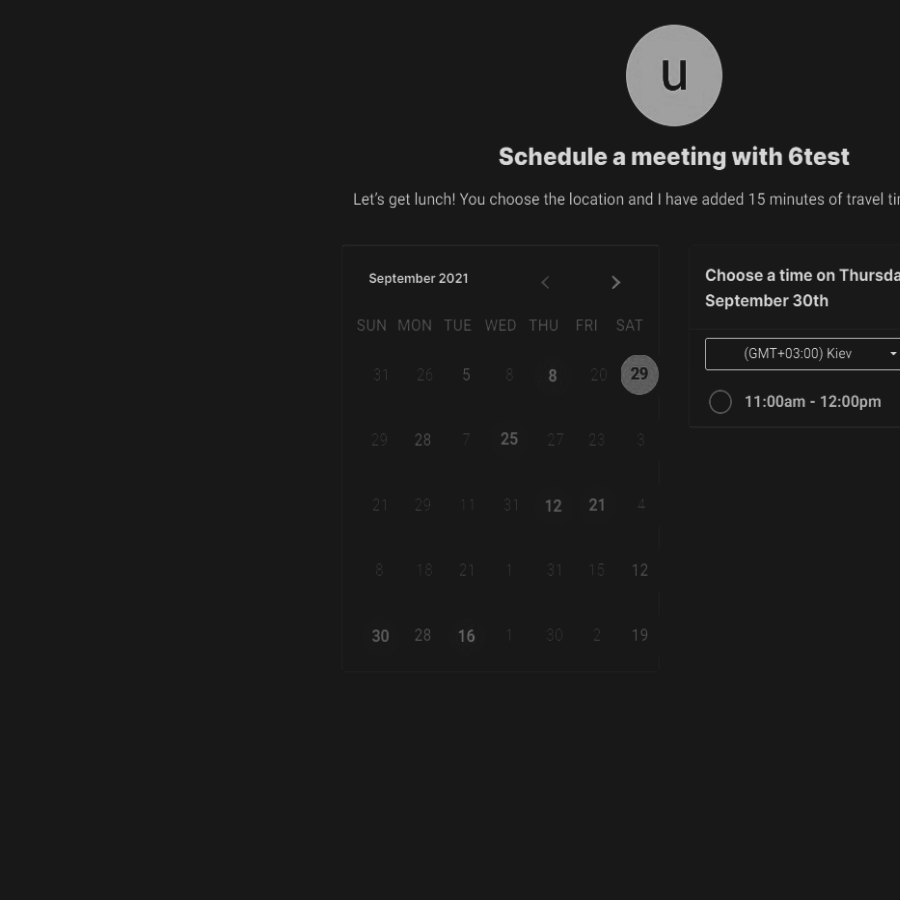 u
Schedule a meeting with 6test
Let's get lunch! You choose the location and I have added 15 minutes of travel
September 2021
SUN MON TUE WED THU FRI SAT
31 26 5 8 8 20 29
29 28 7 25 27 23 3
21 29 11 31 12 21 4
8 18 21 1 31 15 12
30 28 16 1 30 2 19
Choose a time on
September 30th
(GMT+03:00) Kiev
11:00am - 12:00pm